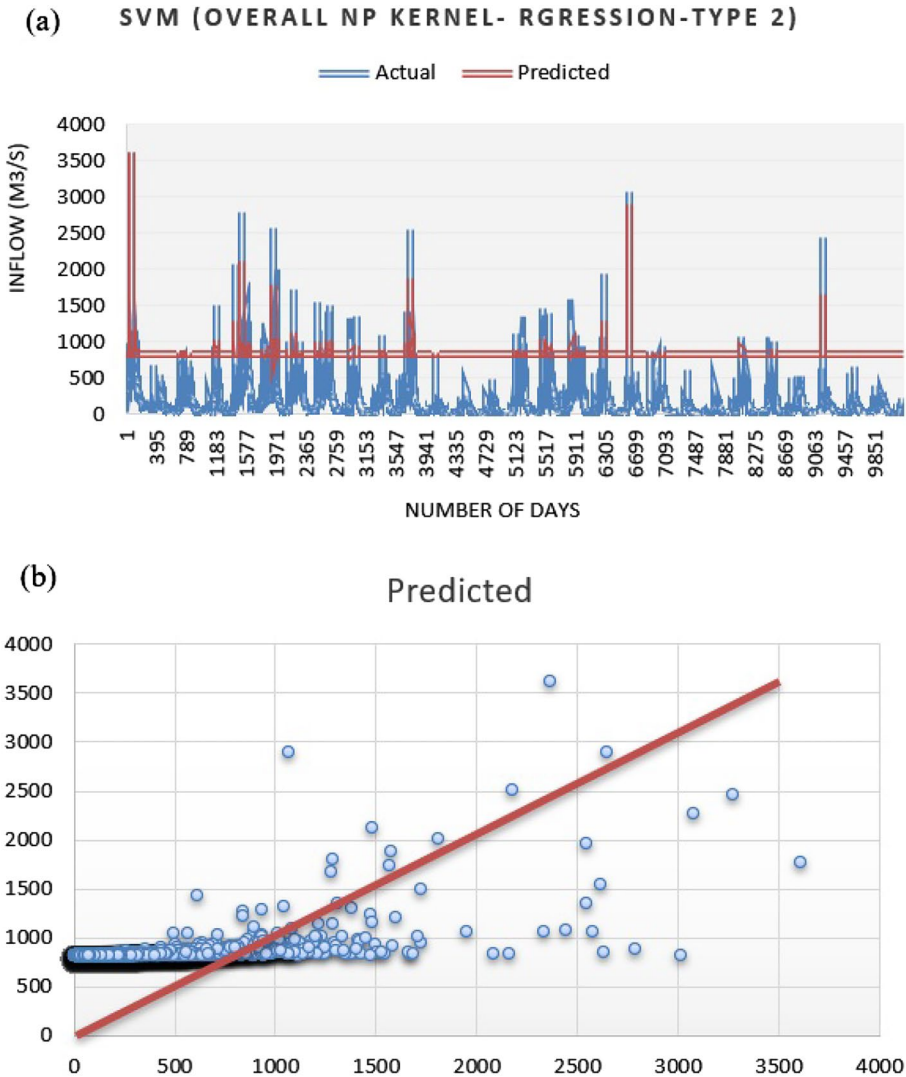 (a) SVM (OVERALL NP KERNEL- RGRESSION-TYPE 2)
Actual Predicted
INFLOW (M3/S)
4000
3500
3000
2500
2000
1500
1000
500
0
1 395 789 1183 1577 1971 2365 2759 3153 3547 3941 4335 4729 5123 5517 5911 6305 6699 7093 7487 7881 8275 8669 9063 9457 9851
NUMBER OF DAYS
(b)
Predicted
4000
3500
3000
2500
2000
1500
1000
500
0
0 500 1000 1500 2000 2500 3000 3500 4000